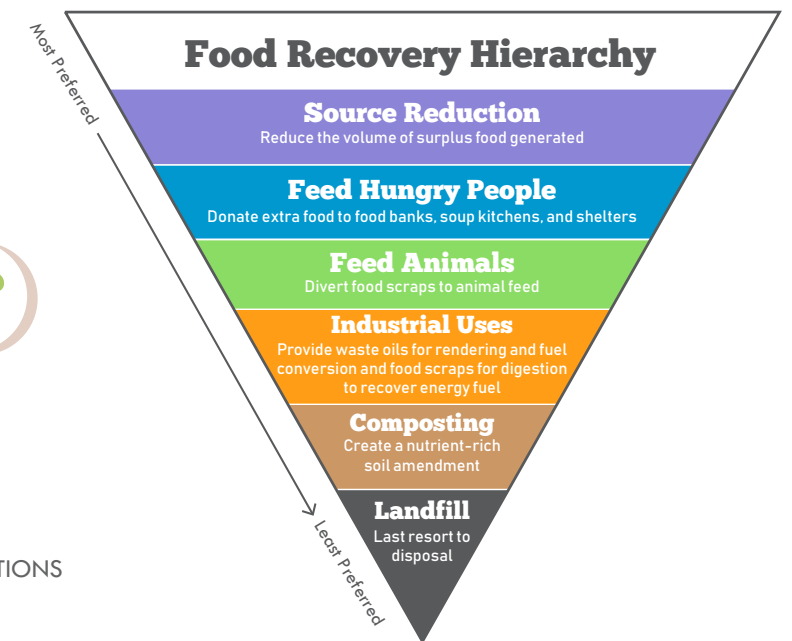 Food Recovery Hierarchy
Most Preferred
Source Reduction
Reduce the volume of surplus food generated
Feed Hungry People
Donate extra food to food banks, soup kitchens, and shelters
Feed Animals
Divert food scraps to animal feed
Industrial Uses
Provide waste oils for rendering and fuel
conversion and food scraps for digestion
to recover energy fuel
Composting
Create a nutrient-rich
soil amendment
Landfill
Last resort to
disposal
Least Preferred
TIONS